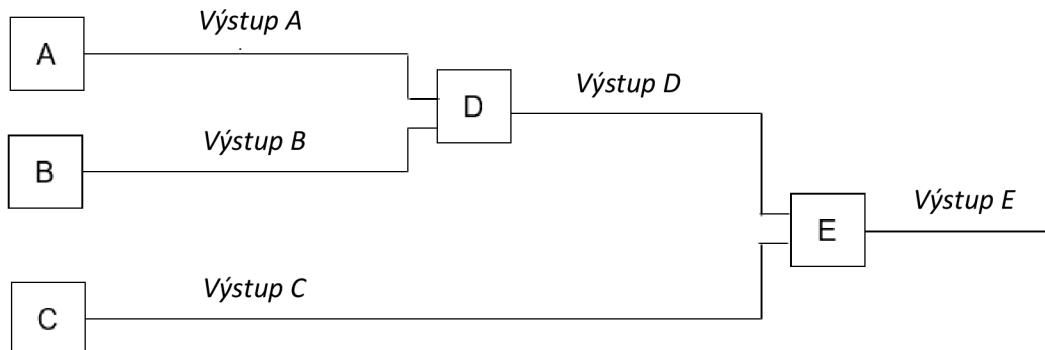 Výstup A
A
Výstup D
D
Výstup B
B
Výstup E
E
Výstup C
C